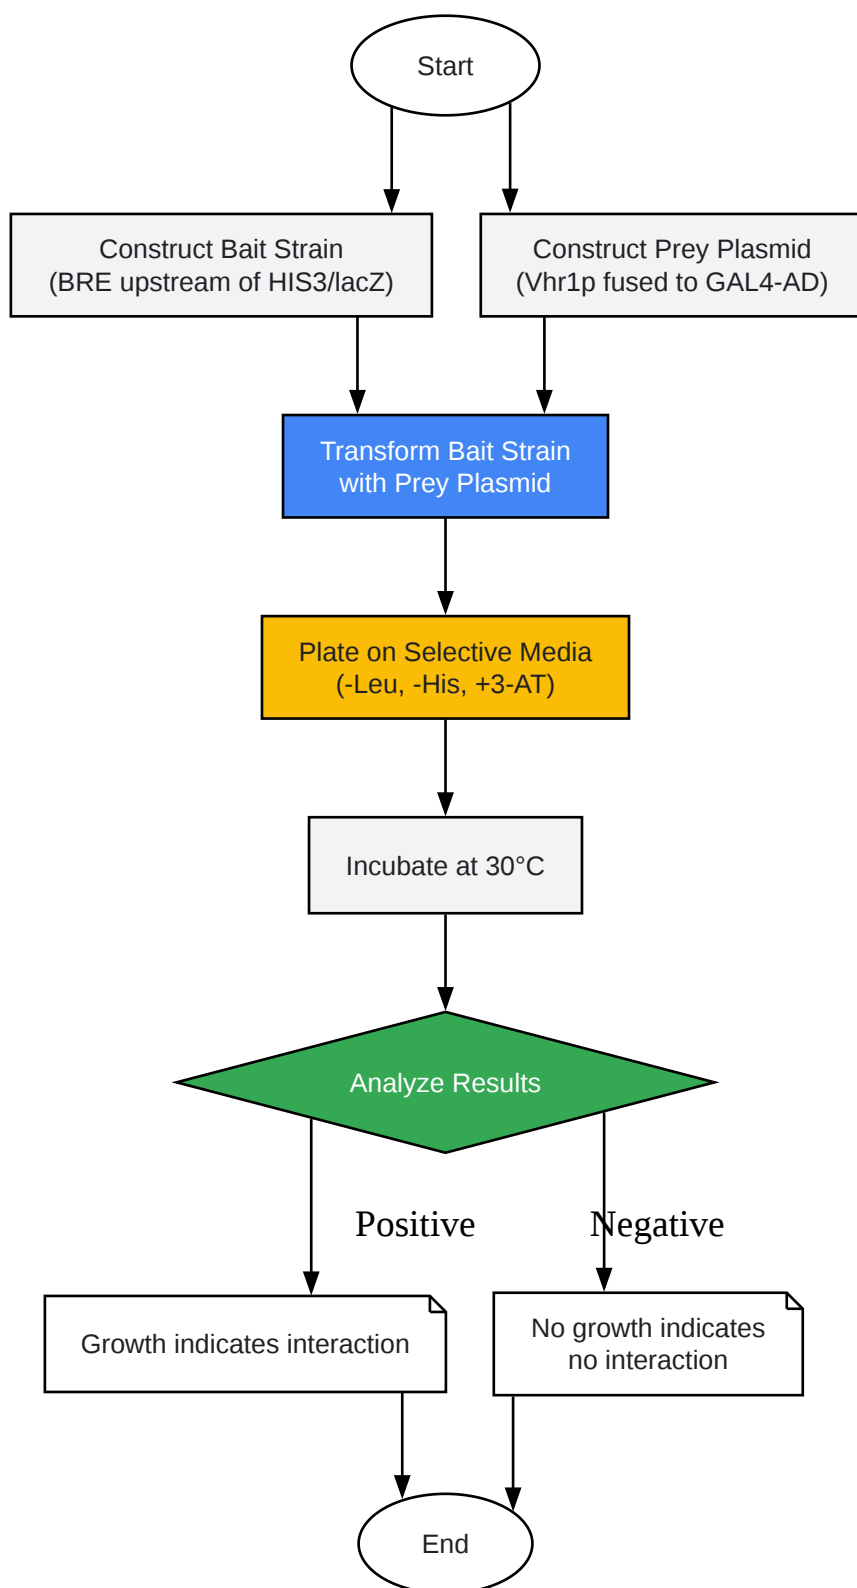 Start
Construct Bait Strain
(BRE upstream of HIS3/lacZ)
Construct Prey Plasmid
(Vhr1p fused to GAL4-AD)
Transform Bait Strain
with Prey Plasmid
Plate on Selective Media
(-Leu, -His, +3-AT)
Incubate at 30°C
Analyze Results
Positive
Negative
Growth indicates interaction
No growth indicates
no interaction
End